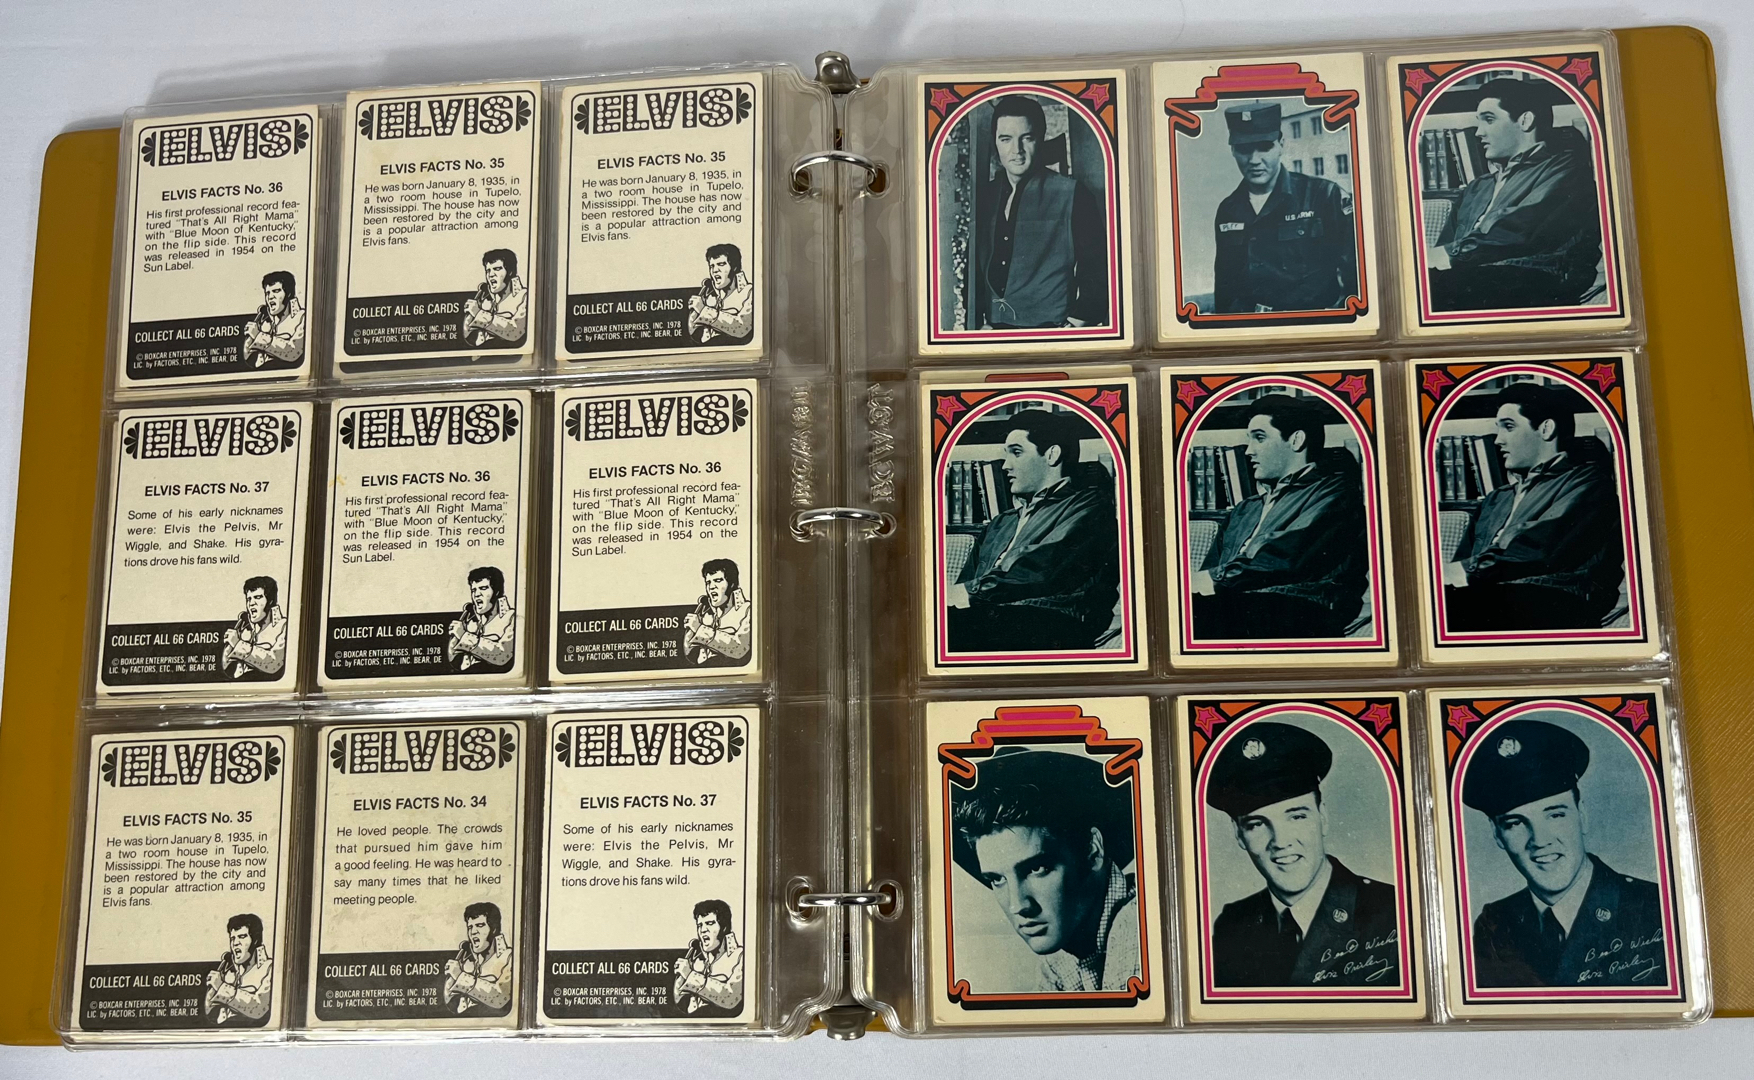 ELVIS
ELVIS FACTS No. 36
His first professional record fea-
tured "That's All Right Mama"
with "Blue Moon of Kentucky,"
on the flip side. This record
was released in 1954 on the
Sun Label.
COLLECT ALL 66 CARDS
© BOXCAR ENTERPRISES, INC. 1978
LIC. by FACTORS, ETC., INC. BEAR, DE
ELVIS
ELVIS FACTS No. 35
He was born January 8, 1935, in
a two room house in Tupelo,
Mississippi. The house has now
been restored by the city and
is a popular attraction among
Elvis fans.
COLLECT ALL 66 CARDS
© BOXCAR ENTERPRISES, INC. 1978
LIC. by FACTORS, ETC., INC. BEAR, DE
ELVIS
ELVIS FACTS No. 35
He was born January 8, 1935, in
a two room house in Tupelo,
Mississippi. The house has now
been restored by the city and
is a popular attraction among
Elvis fans.
COLLECT ALL 66 CARDS
© BOXCAR ENTERPRISES, INC. 1978
LIC. by FACTORS, ETC., INC. BEAR, DE
U.S. ARMY
ELVIS
ELVIS FACTS No. 37
Some of his early nicknames
were: Elvis the Pelvis, Mr
Wiggle, and Shake. His gyra-
tions drove his fans wild.
COLLECT ALL 66 CARDS
© BOXCAR ENTERPRISES, INC. 1978
LIC. by FACTORS, ETC., INC. BEAR, DE
ELVIS
ELVIS FACTS No. 36
His first professional record fea-
tured "That's All Right Mama"
with "Blue Moon of Kentucky,"
on the flip side. This record
was released in 1954 on the
Sun Label.
COLLECT ALL 66 CARDS
© BOXCAR ENTERPRISES, INC. 1978
LIC. by FACTORS, ETC., INC. BEAR, DE
ELVIS
ELVIS FACTS No. 36
His first professional record fea-
tured "That's All Right Mama"
with "Blue Moon of Kentucky,"
on the flip side. This record
was released in 1954 on the
Sun Label.
COLLECT ALL 66 CARDS
© BOXCAR ENTERPRISES, INC. 1978
LIC. by FACTORS, ETC., INC. BEAR, DE
ELVIS
ELVIS FACTS No. 35
He was born January 8, 1935, in
a two room house in Tupelo,
Mississippi. The house has now
been restored by the city and
is a popular attraction among
Elvis fans.
COLLECT ALL 66 CARDS
© BOXCAR ENTERPRISES, INC. 1978
LIC. by FACTORS, ETC., INC. BEAR, DE
ELVIS
ELVIS FACTS No. 34
He loved people. The crowds
that pursued him gave him
a good feeling. He was heard to
say many times that he liked
meeting people.
COLLECT ALL 66 CARDS
© BOXCAR ENTERPRISES, INC. 1978
LIC. by FACTORS, ETC., INC. BEAR, DE
ELVIS
ELVIS FACTS No. 37
Some of his early nicknames
were: Elvis the Pelvis, Mr
Wiggle, and Shake. His gyra-
tions drove his fans wild.
COLLECT ALL 66 CARDS
© BOXCAR ENTERPRISES, INC. 1978
LIC. by FACTORS, ETC., INC. BEAR, DE
Best Wishes
Elvis Presley
Best Wishes
Elvis Presley